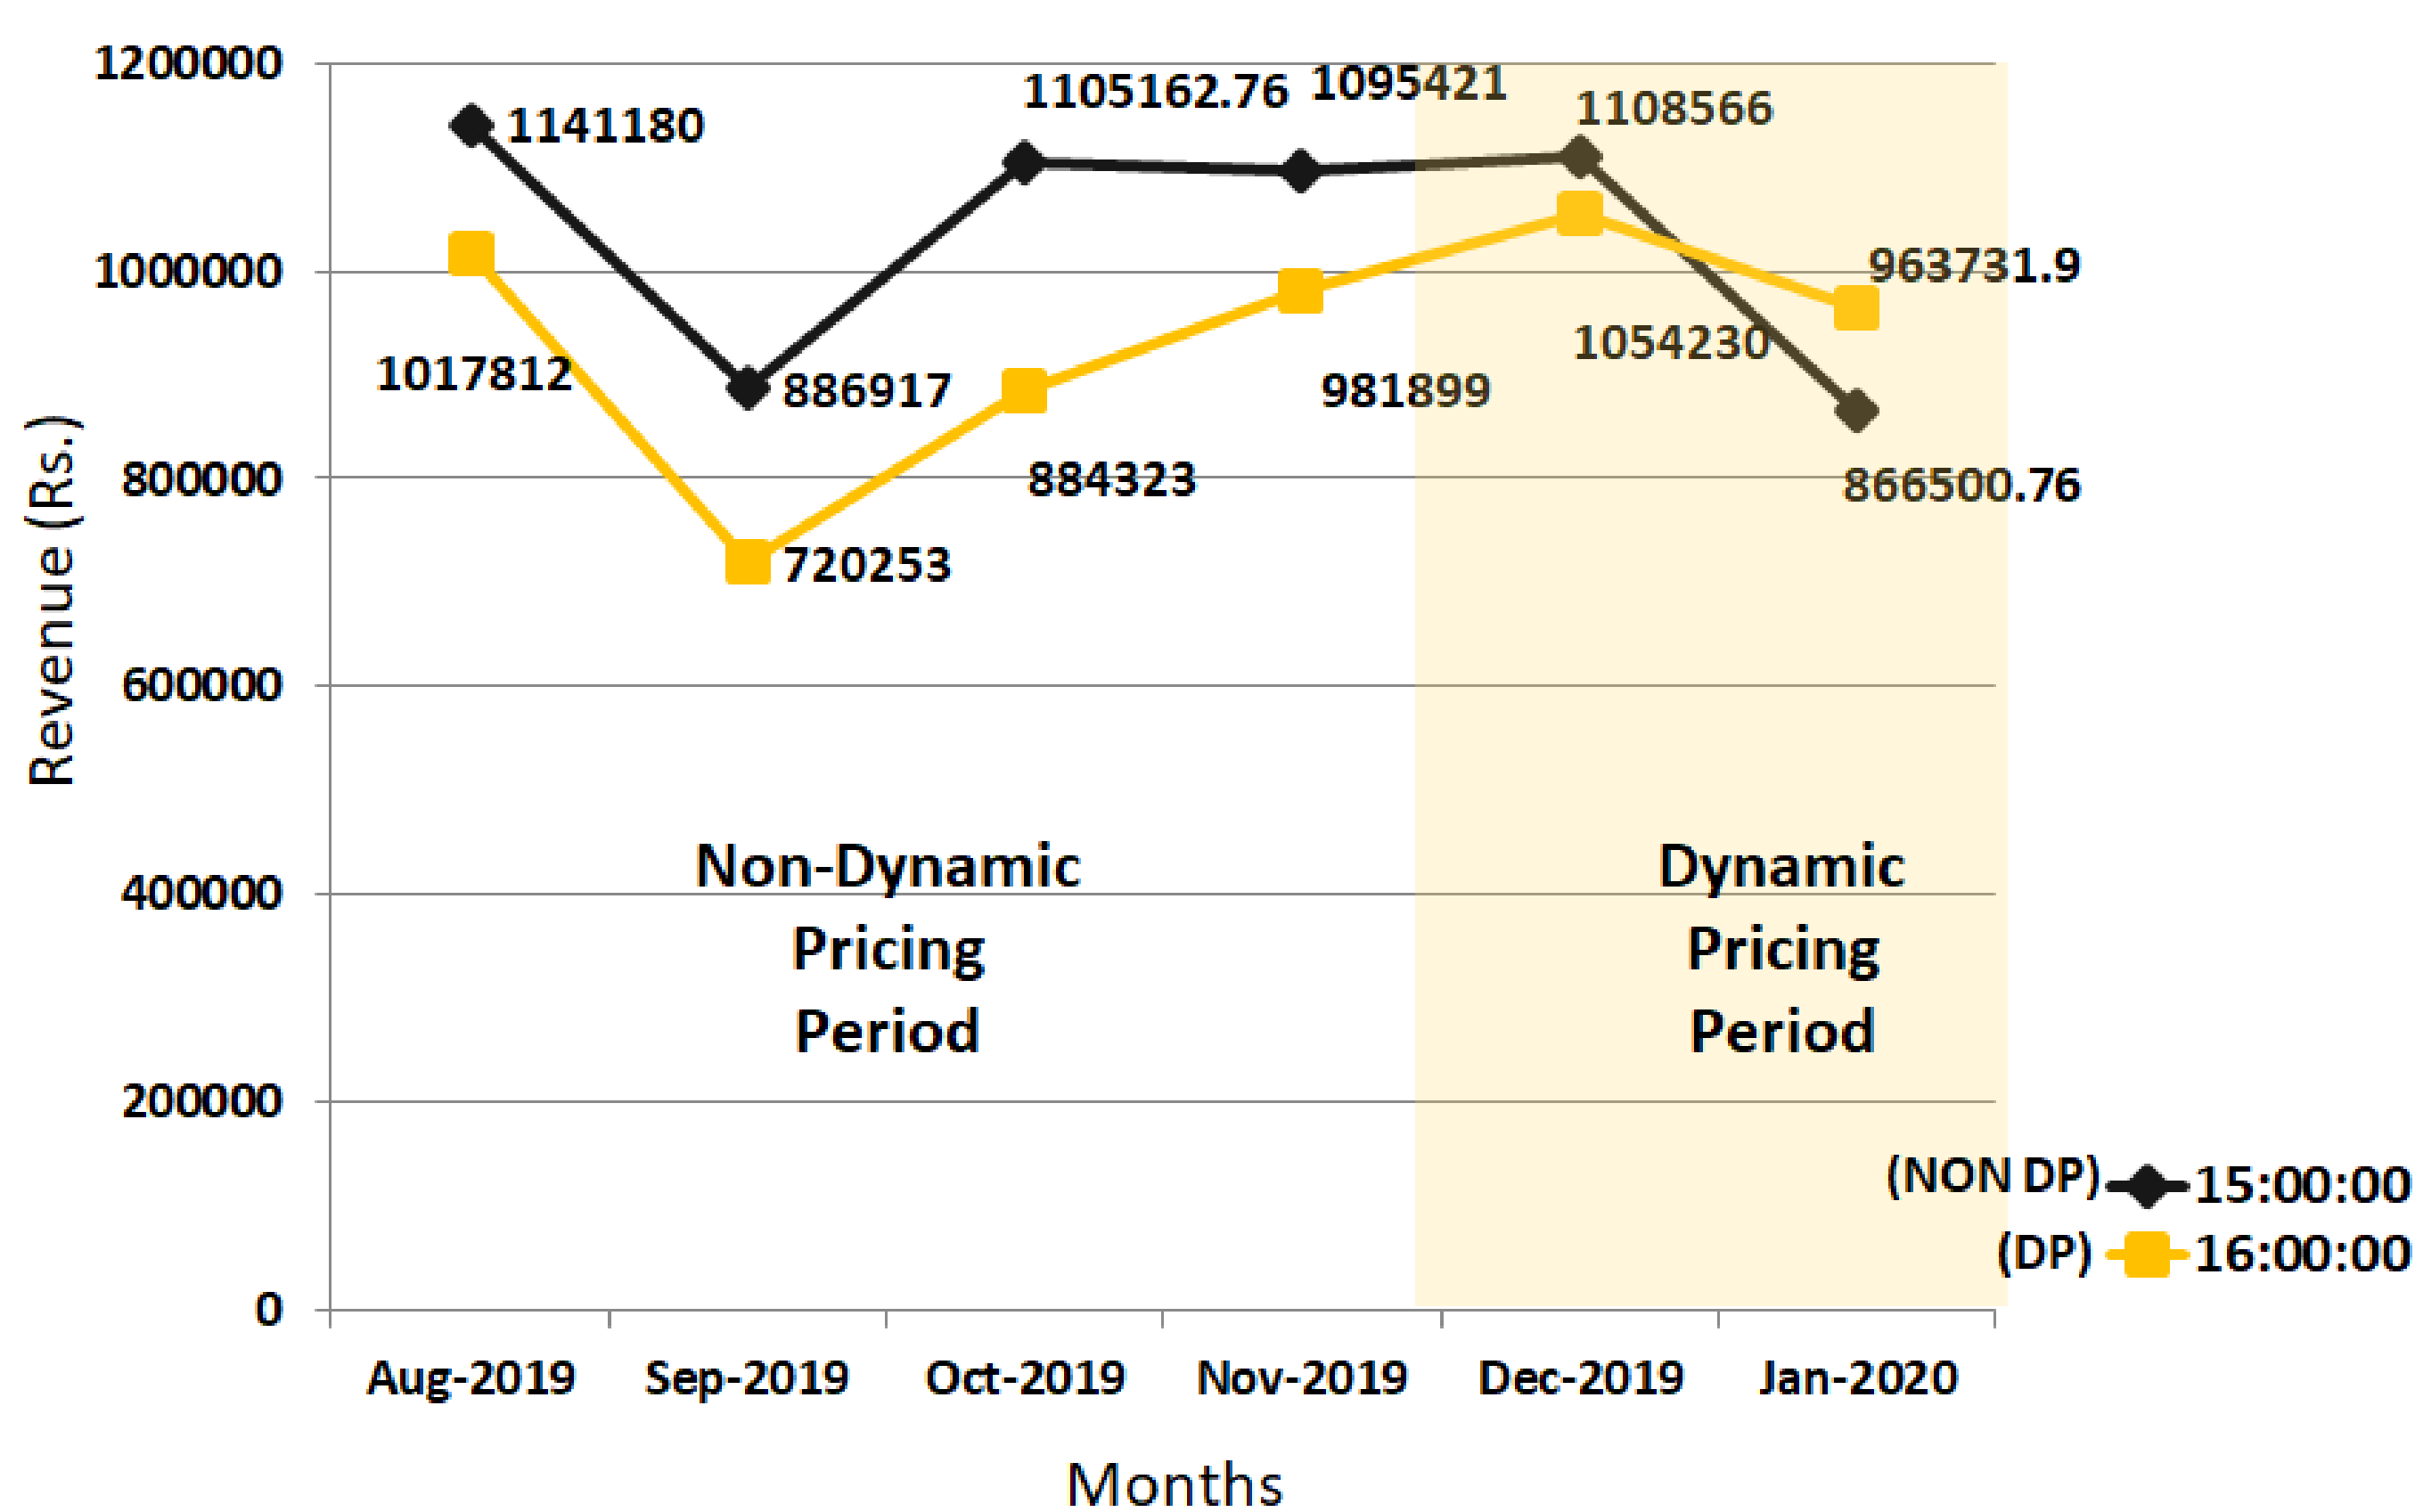 1200000
1000000
800000
600000
400000
200000
0
Revenue (Rs.)
1141180
886917
1105162.76
1095421
1108566
866500.76
1017812
720253
884323
981899
1054230
963731.9
Non-Dynamic
Pricing
Period
Dynamic
Pricing
Period
(NON DP) 15:00:00
(DP) 16:00:00
Aug-2019 Sep-2019 Oct-2019 Nov-2019 Dec-2019 Jan-2020
Months